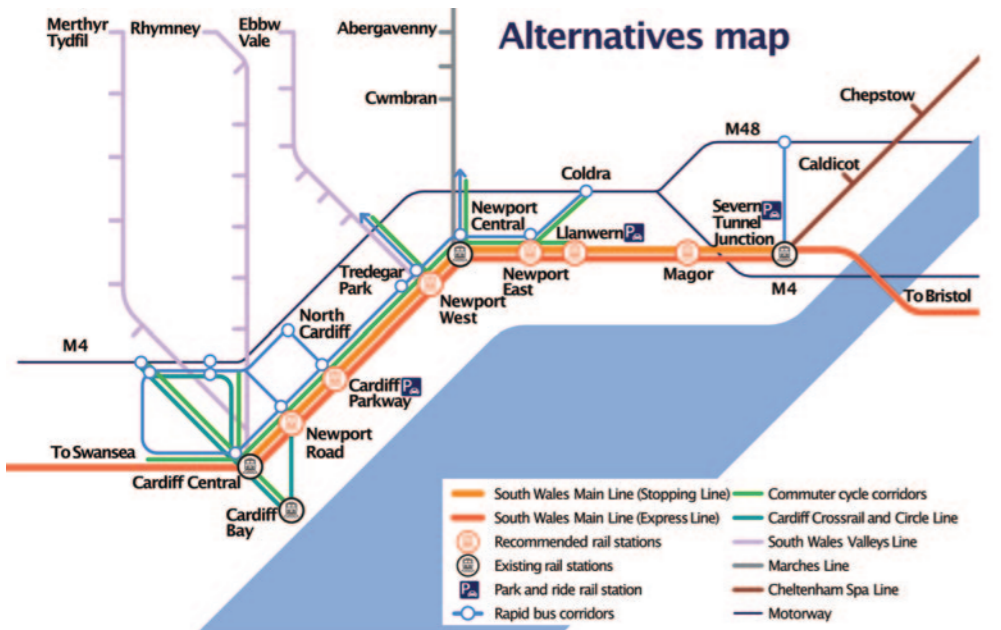 Alternatives map
Merthyr
Tydfil
Rhymney
Ebbw
Vale
Abergavenny
Cwmbran
Chepstow
M48
Caldicot
Coldra
Severn
Tunnel
Junction
P
Newport
Central
Llanwern
P
Tredegar
Park
Newport
East
Magor
M4
To Bristol
Newport
West
North
Cardiff
M4
Cardiff
Parkway
P
Newport
Road
To Swansea
Cardiff Central
Cardiff
Bay
South Wales Main Line (Stopping Line)
South Wales Main Line (Express Line)
Recommended rail stations
Existing rail stations
P
Park and ride rail station
Rapid bus corridors
Commuter cycle corridors
Cardiff Crossrail and Circle Line
South Wales Valleys Line
Marches Line
Cheltenham Spa Line
Motorway